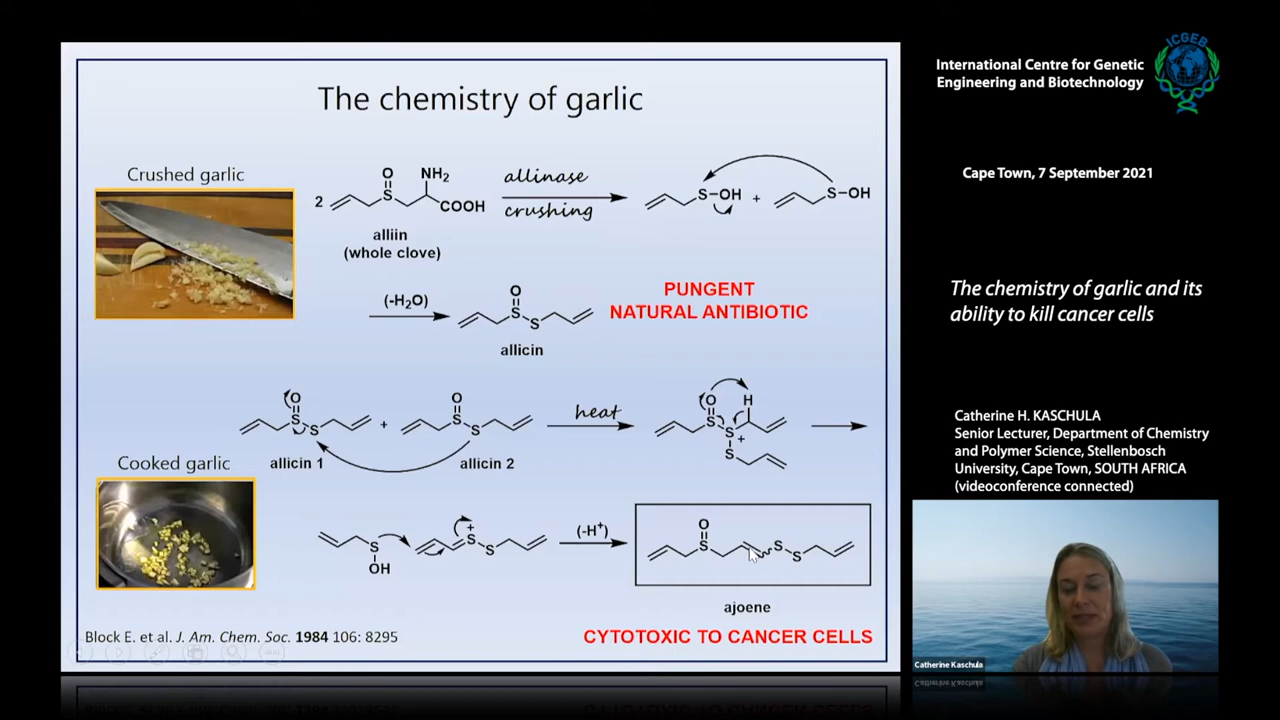 The chemistry of garlic
Crushed garlic
2
O
S
NH2
COOH
alliin
(whole clove)
allinase
crushing
S–OH
+
S–OH
(-H2O)
O
S
S
allicin
PUNGENT
NATURAL ANTIBIOTIC
O
S
S
allicin 1
+
O
S
S
allicin 2
heat
O
H
S
S
+
S
Cooked garlic
S
OH
+
S
S
(-H+)
O
S
S
S
ajoene
CYTOTOXIC TO CANCER CELLS
Block E. et al. J. Am. Chem. Soc. 1984 106: 8295
International Centre for Genetic
Engineering and Biotechnology
ICGEB
Cape Town, 7 September 2021
The chemistry of garlic and its
ability to kill cancer cells
Catherine H. KASCHULA
Senior Lecturer, Department of Chemistry
and Polymer Science, Stellenbosch
University, Cape Town, SOUTH AFRICA
(videoconference connected)
Catherine Kaschula